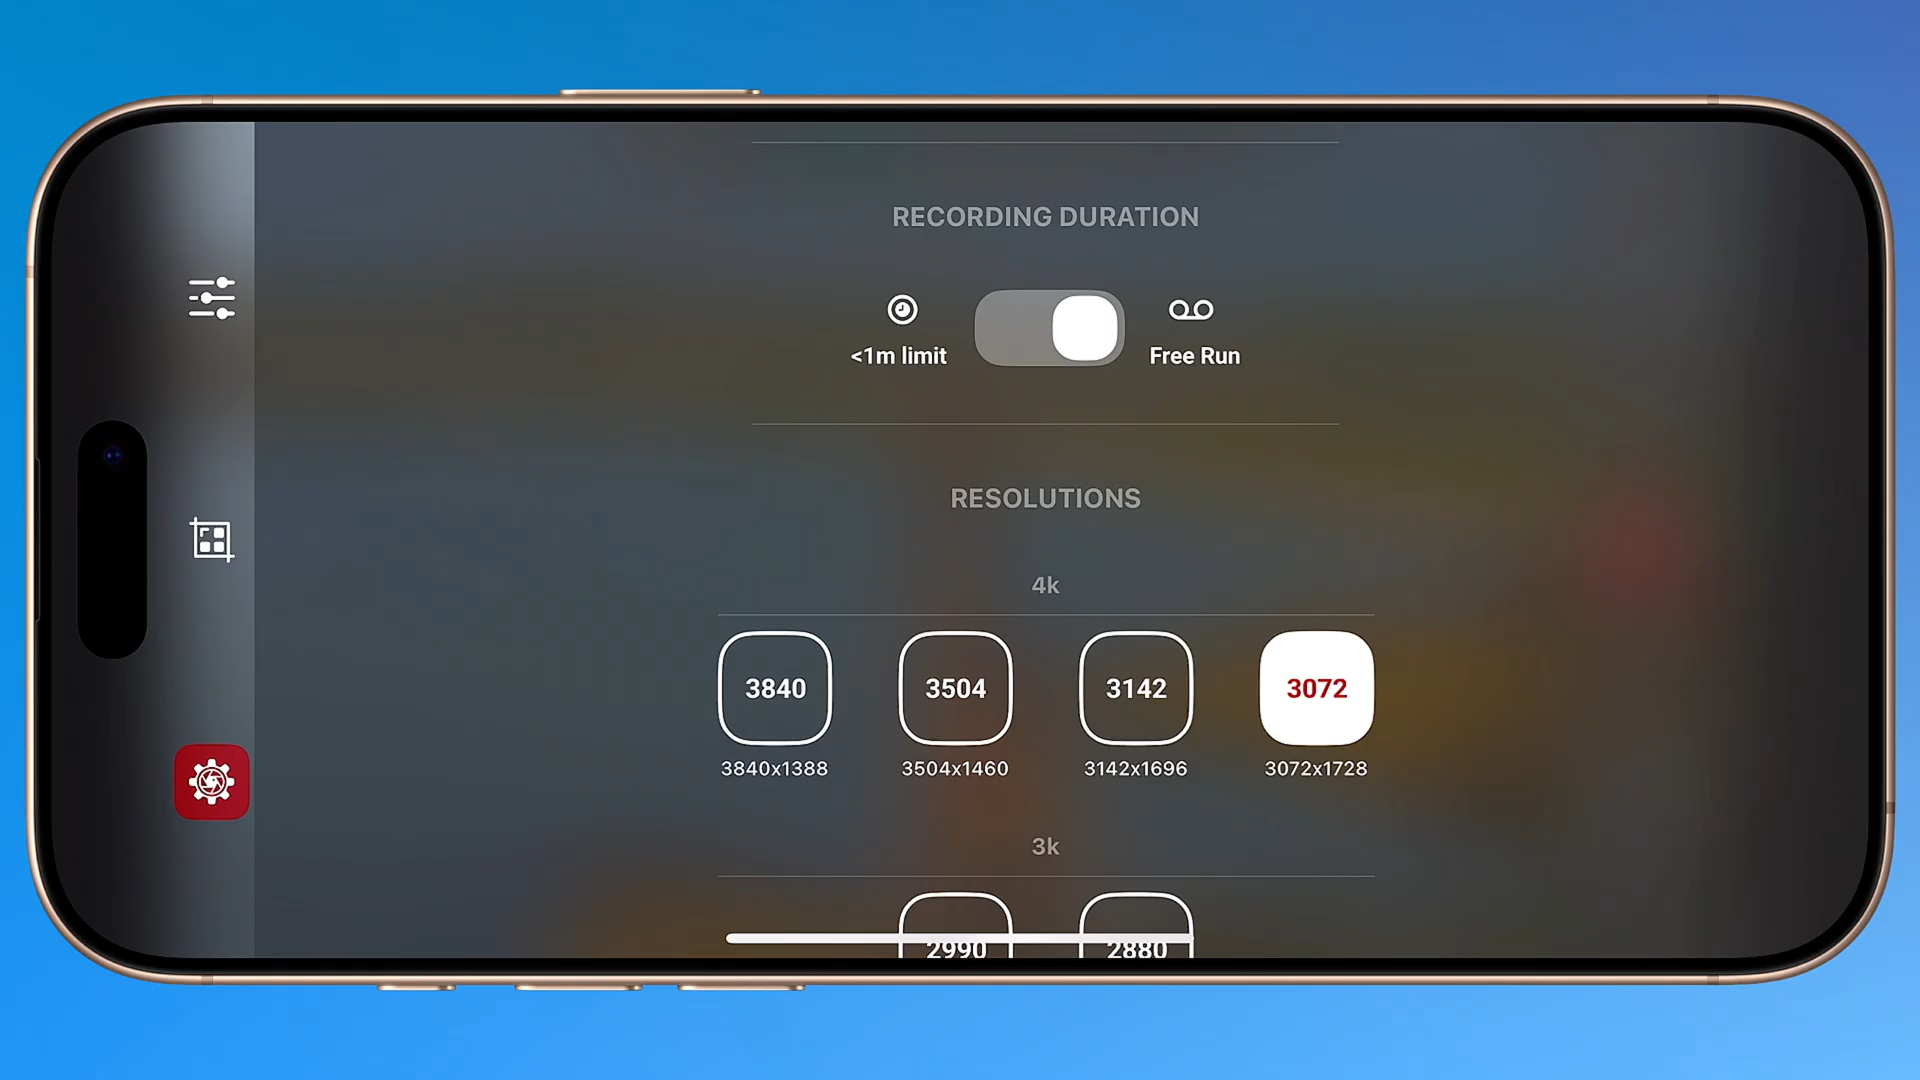 RECORDING DURATION
<1m limit
Free Run
RESOLUTIONS
4k
3840 3504 3142 3072
3840x1388 3504x1460 3142x1696 3072x1728
3k
2990 2880